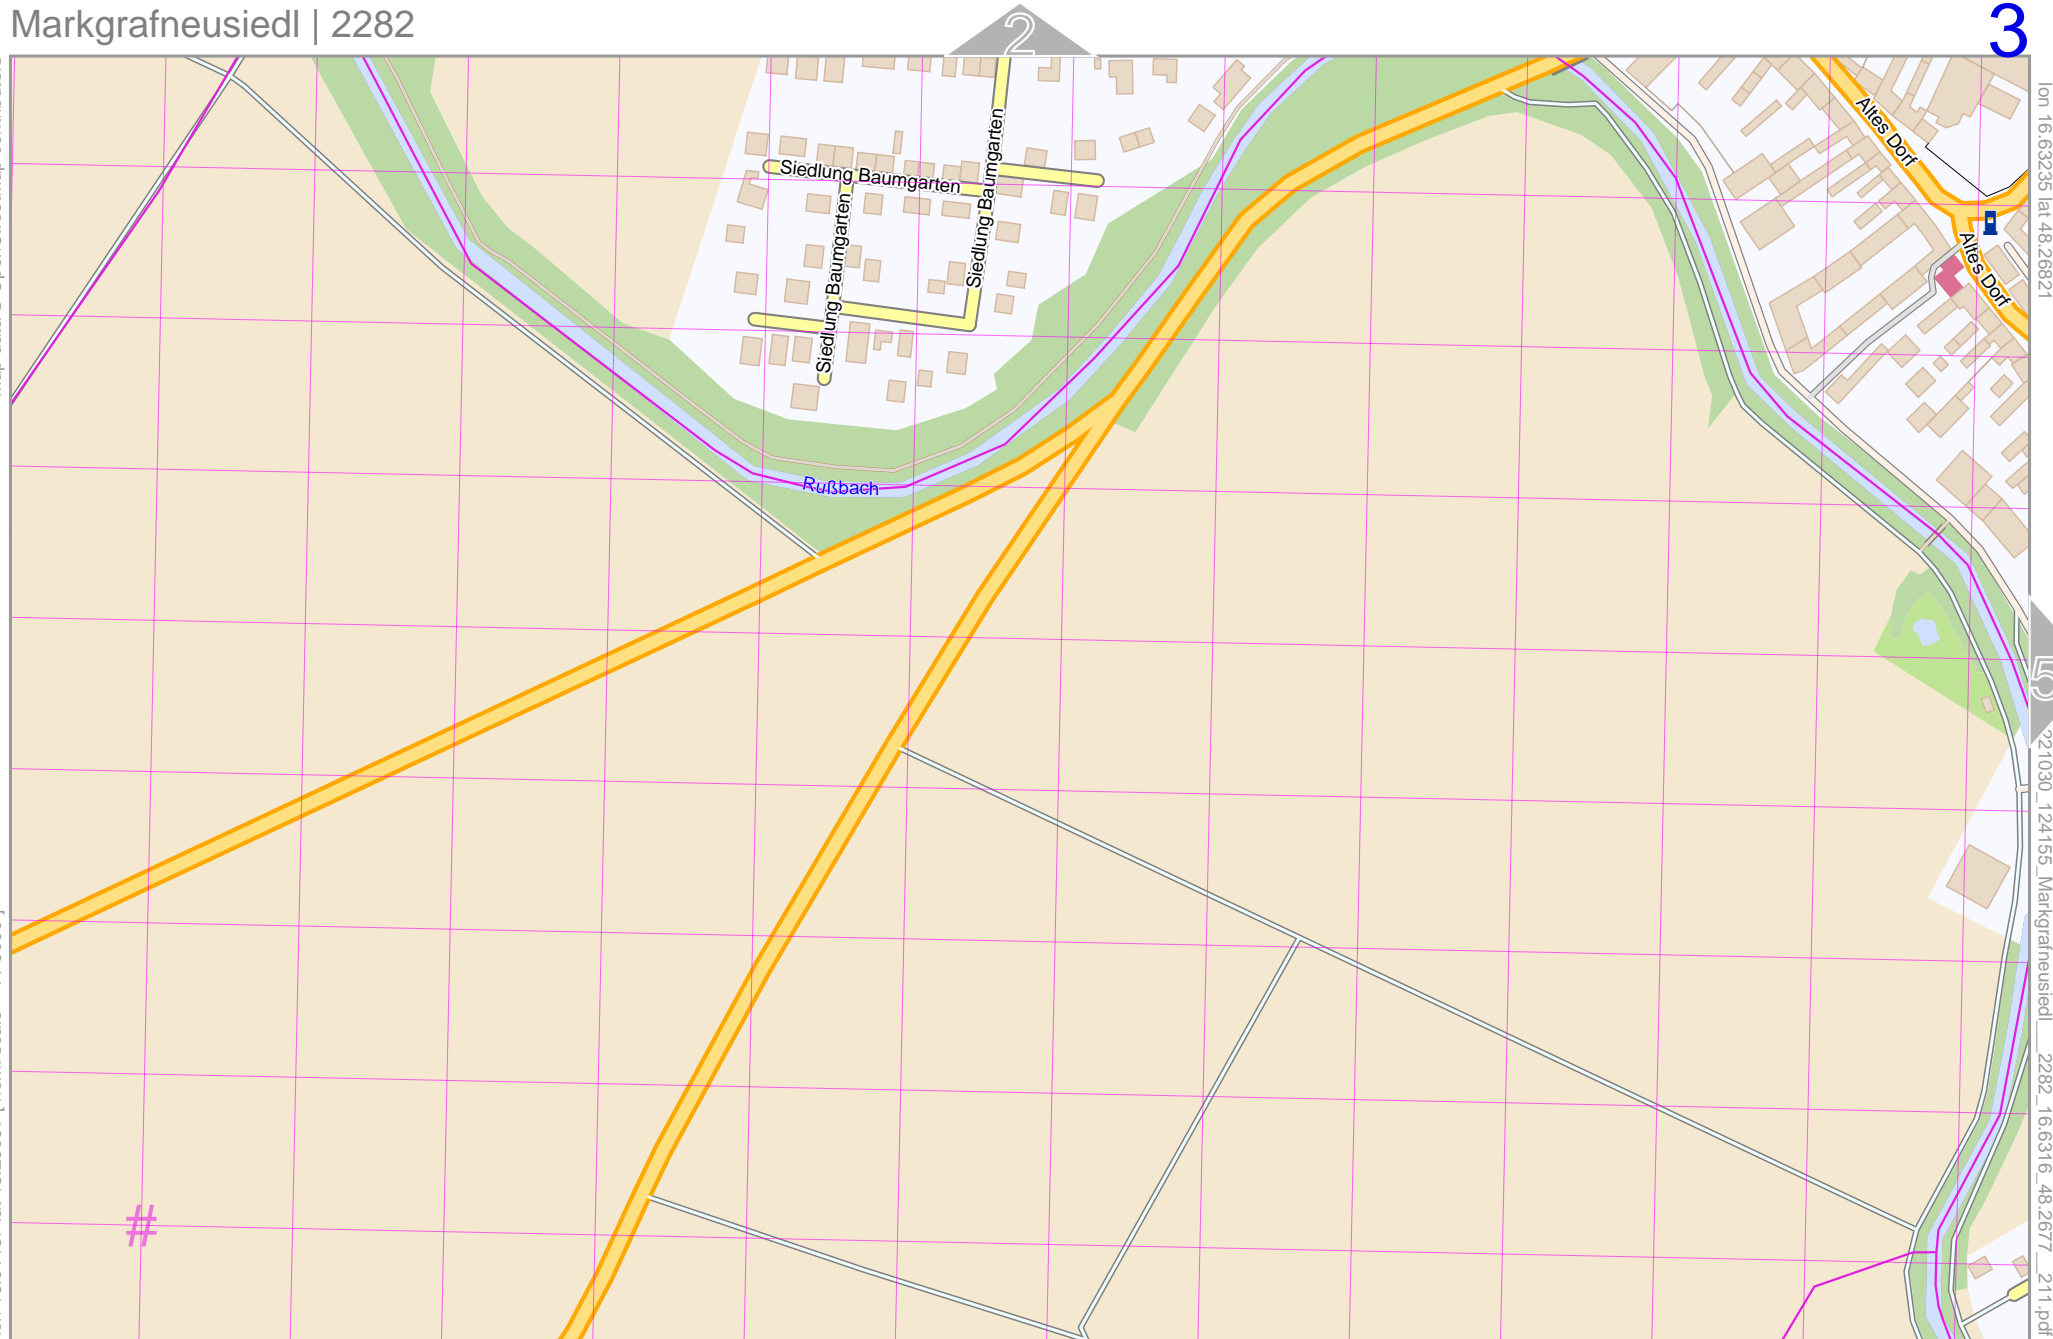 Markgrafneusiedl | 2282
2
3
Altes Dorf
Siedlung Baumgarten
Siedlung Baumgarten
Siedlung Baumgarten
Altes Dorf
Rußbach
5
#
lon 16.63235 lat 48.26821
221030_124155_Markgrafneusiedl__2282_16.6316_48.2677__211.pdf